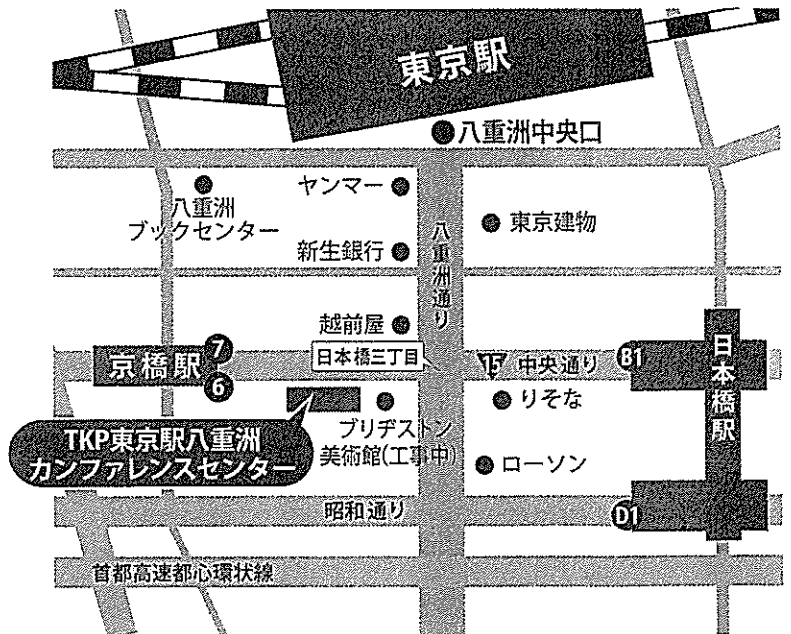 東京駅
八重洲中央口
八重洲
ブックセンター
ヤンマー
新生銀行
八重洲通り
東京建物
越前屋
日本橋三丁目
京橋駅
7
6
15
中央通り
B1
日本橋駅
りそな
ブリヂストン
美術館(工事中)
TKP東京駅八重洲
カンファレンスセンター
ローソン
昭和通り
D1
首都高速都心環状線